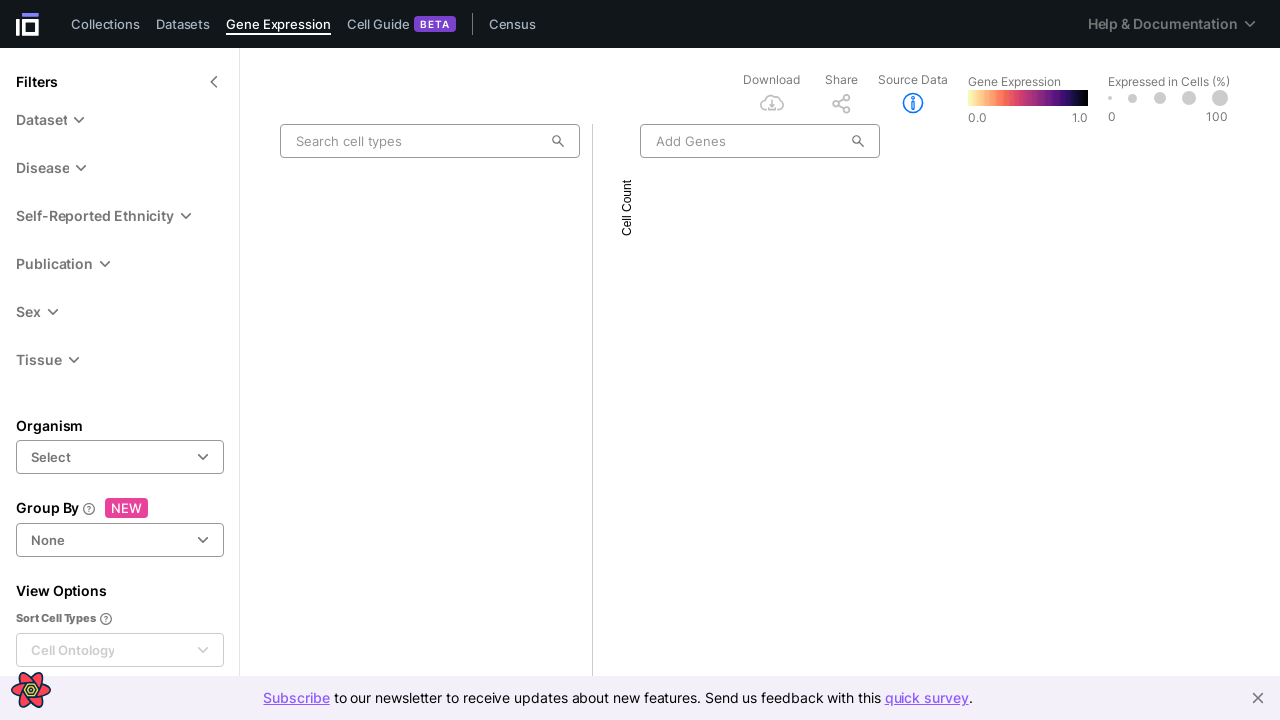 Collections Datasets Gene Expression Cell Guide BETA Census Help & Documentation
Filters
Dataset
Disease
Self-Reported Ethnicity
Publication
Sex
Tissue
Organism
Select
Group By NEW
None
View Options
Sort Cell Types
Cell Ontology
Download Share Source Data
Gene Expression
0.0 1.0
Expressed in Cells (%)
0 100
Search cell types
Add Genes
Cell Count
Subscribe to our newsletter to receive updates about new features. Send us feedback with this quick survey.